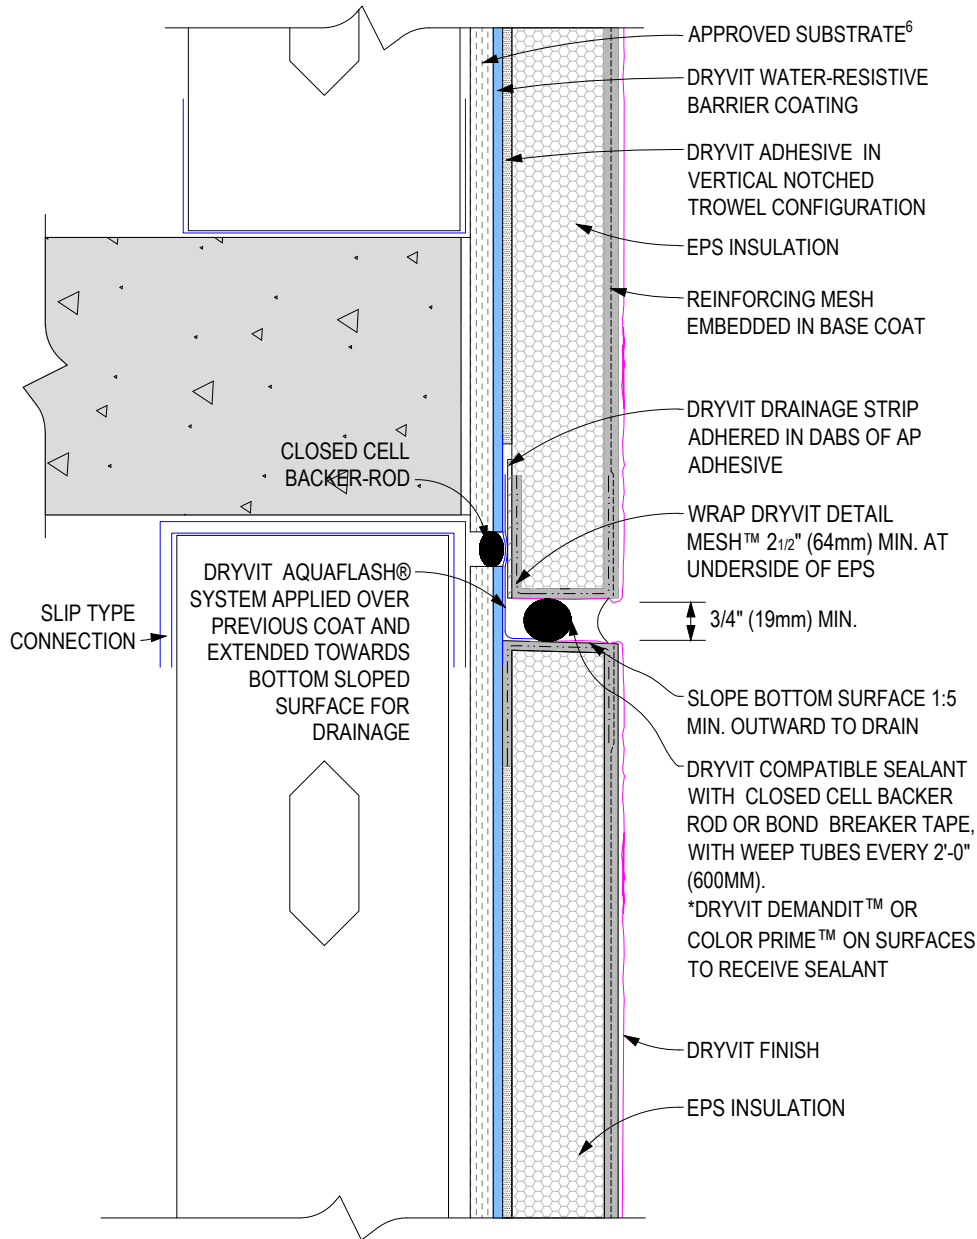 APPROVED SUBSTRATE⁶
DRYVIT WATER-RESISTIVE
BARRIER COATING
DRYVIT ADHESIVE IN
VERTICAL NOTCHED
TROWEL CONFIGURATION
EPS INSULATION
REINFORCING MESH
EMBEDDED IN BASE COAT
DRYVIT DRAINAGE STRIP
ADHERED IN DABS OF AP
ADHESIVE
CLOSED CELL
BACKER-ROD
WRAP DRYVIT DETAIL
MESH™ 2 1/2" (64mm) MIN. AT
UNDERSIDE OF EPS
DRYVIT AQUAFLASH®
SYSTEM APPLIED OVER
PREVIOUS COAT AND
EXTENDED TOWARDS
BOTTOM SLOPED
SURFACE FOR
DRAINAGE
SLIP TYPE
CONNECTION
3/4" (19mm) MIN.
SLOPE BOTTOM SURFACE 1:5
MIN. OUTWARD TO DRAIN
DRYVIT COMPATIBLE SEALANT
WITH CLOSED CELL BACKER
ROD OR BOND BREAKER TAPE,
WITH WEEP TUBES EVERY 2'-0"
(600MM).
*DRYVIT DEMANDIT™ OR
COLOR PRIME™ ON SURFACES
TO RECEIVE SEALANT
DRYVIT FINISH
EPS INSULATION